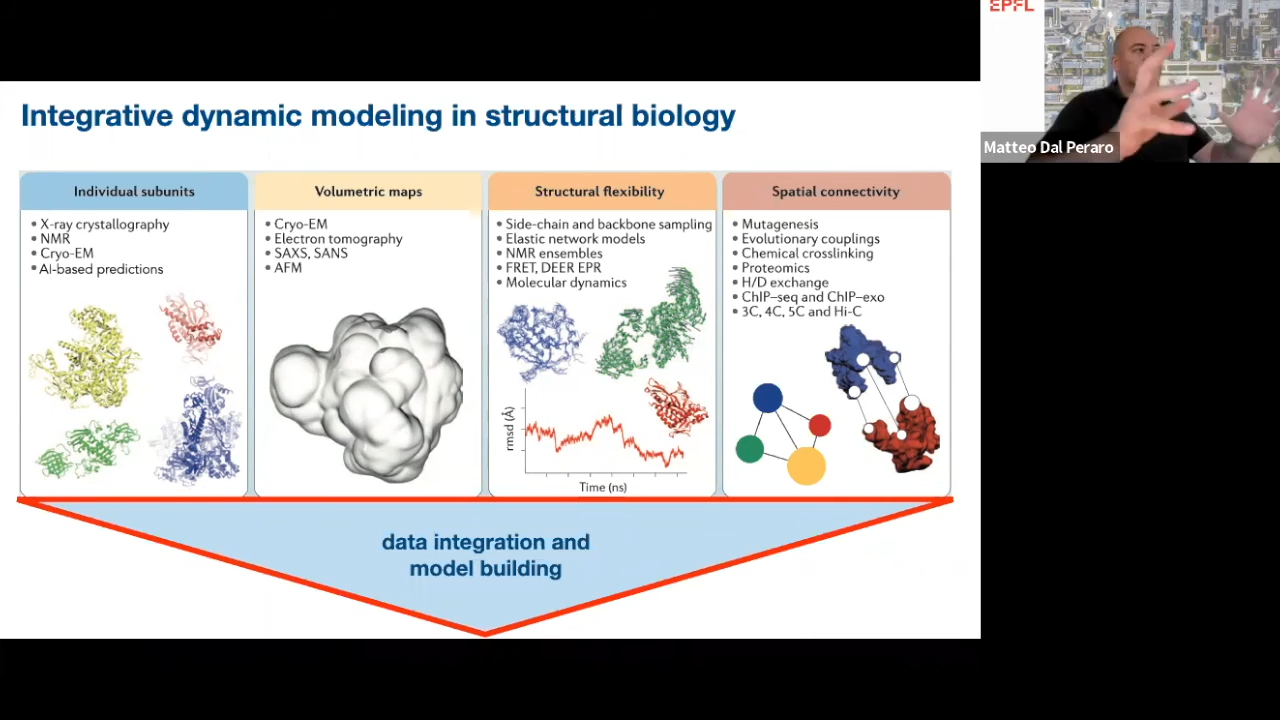 EPFL
Matteo Dal Peraro
Integrative dynamic modeling in structural biology
Individual subunits
• X-ray crystallography
• NMR
• Cryo-EM
• AI-based predictions
Volumetric maps
• Cryo-EM
• Electron tomography
• SAXS, SANS
• AFM
Structural flexibility
• Side-chain and backbone sampling
• Elastic network models
• NMR ensembles
• FRET, DEER EPR
• Molecular dynamics
rmsd (Å)
Time (ns)
Spatial connectivity
• Mutagenesis
• Evolutionary couplings
• Chemical crosslinking
• Proteomics
• H/D exchange
• ChIP–seq and ChIP–exo
• 3C, 4C, 5C and Hi-C
data integration and
model building